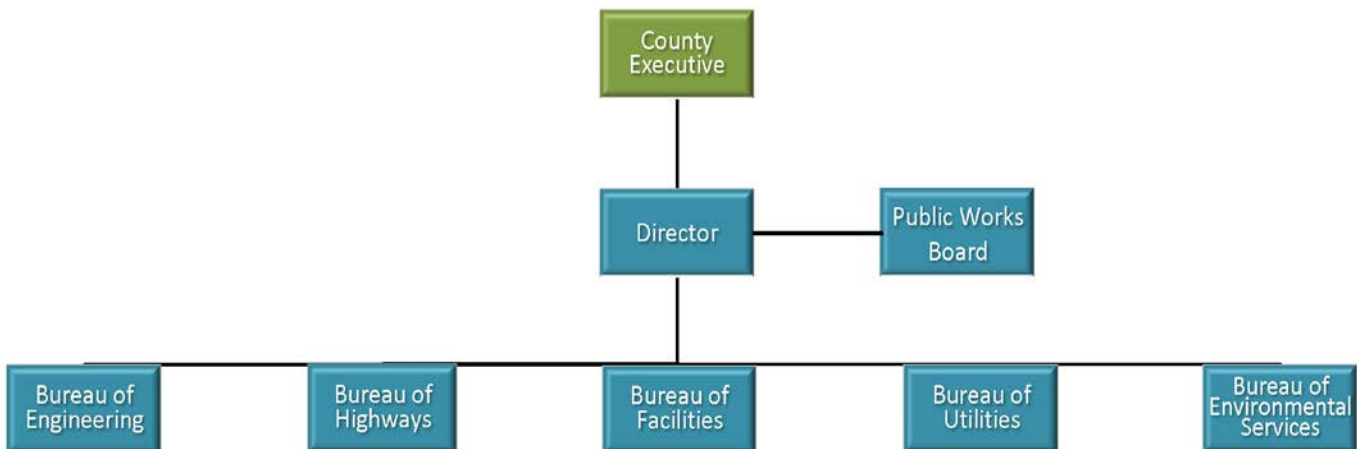 County
Executive
Director
Public Works
Board
Bureau of
Engineering
Bureau of
Highways
Bureau of
Facilities
Bureau of
Utilities
Bureau of
Environmental
Services